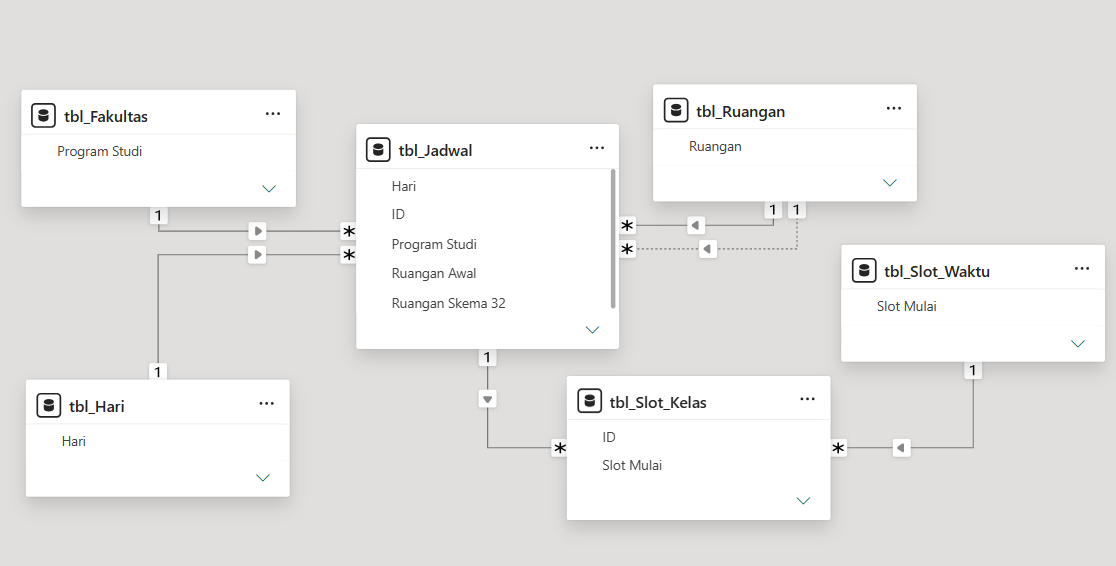 tbl_Fakultas
Program Studi
1
*
tbl_Jadwal
Hari
ID
Program Studi
Ruangan Awal
Ruangan Skema 32
1
*
*
*
tbl_Ruangan
Ruangan
1
1
tbl_Slot_Waktu
Slot Mulai
1
tbl_Hari
Hari
1
tbl_Slot_Kelas
ID
Slot Mulai
*
*